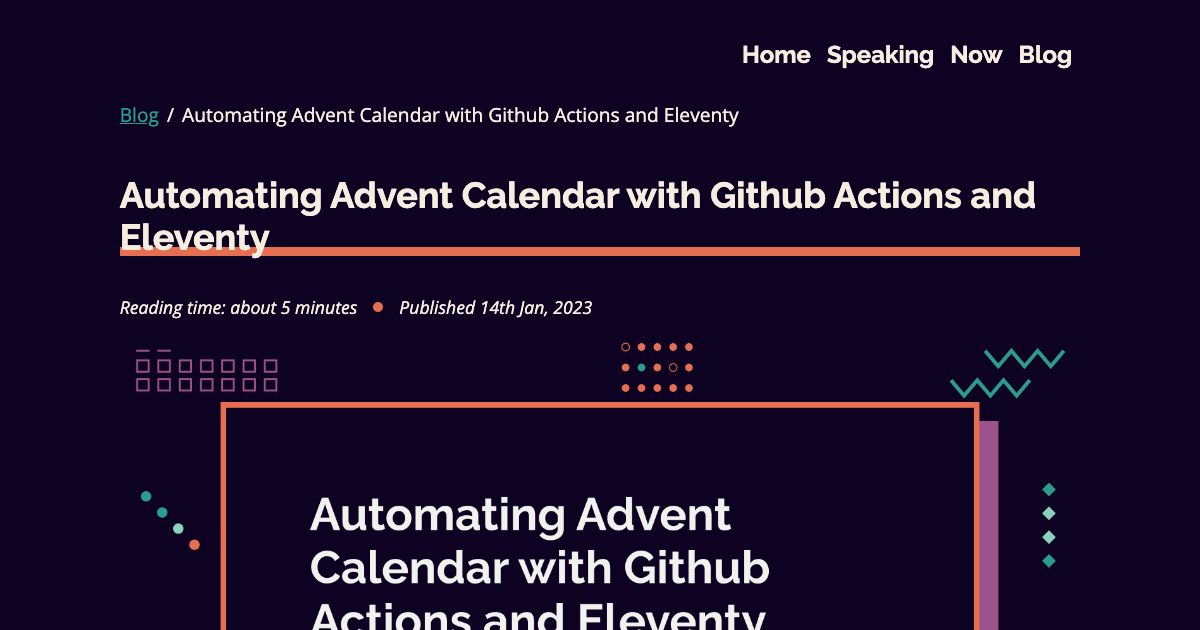 Home Speaking Now Blog
Blog / Automating Advent Calendar with Github Actions and Eleventy
Automating Advent Calendar with Github Actions and
Eleventy
Reading time: about 5 minutes ● Published 14th Jan, 2023
Automating Advent
Calendar with Github
Actions and Eleventy